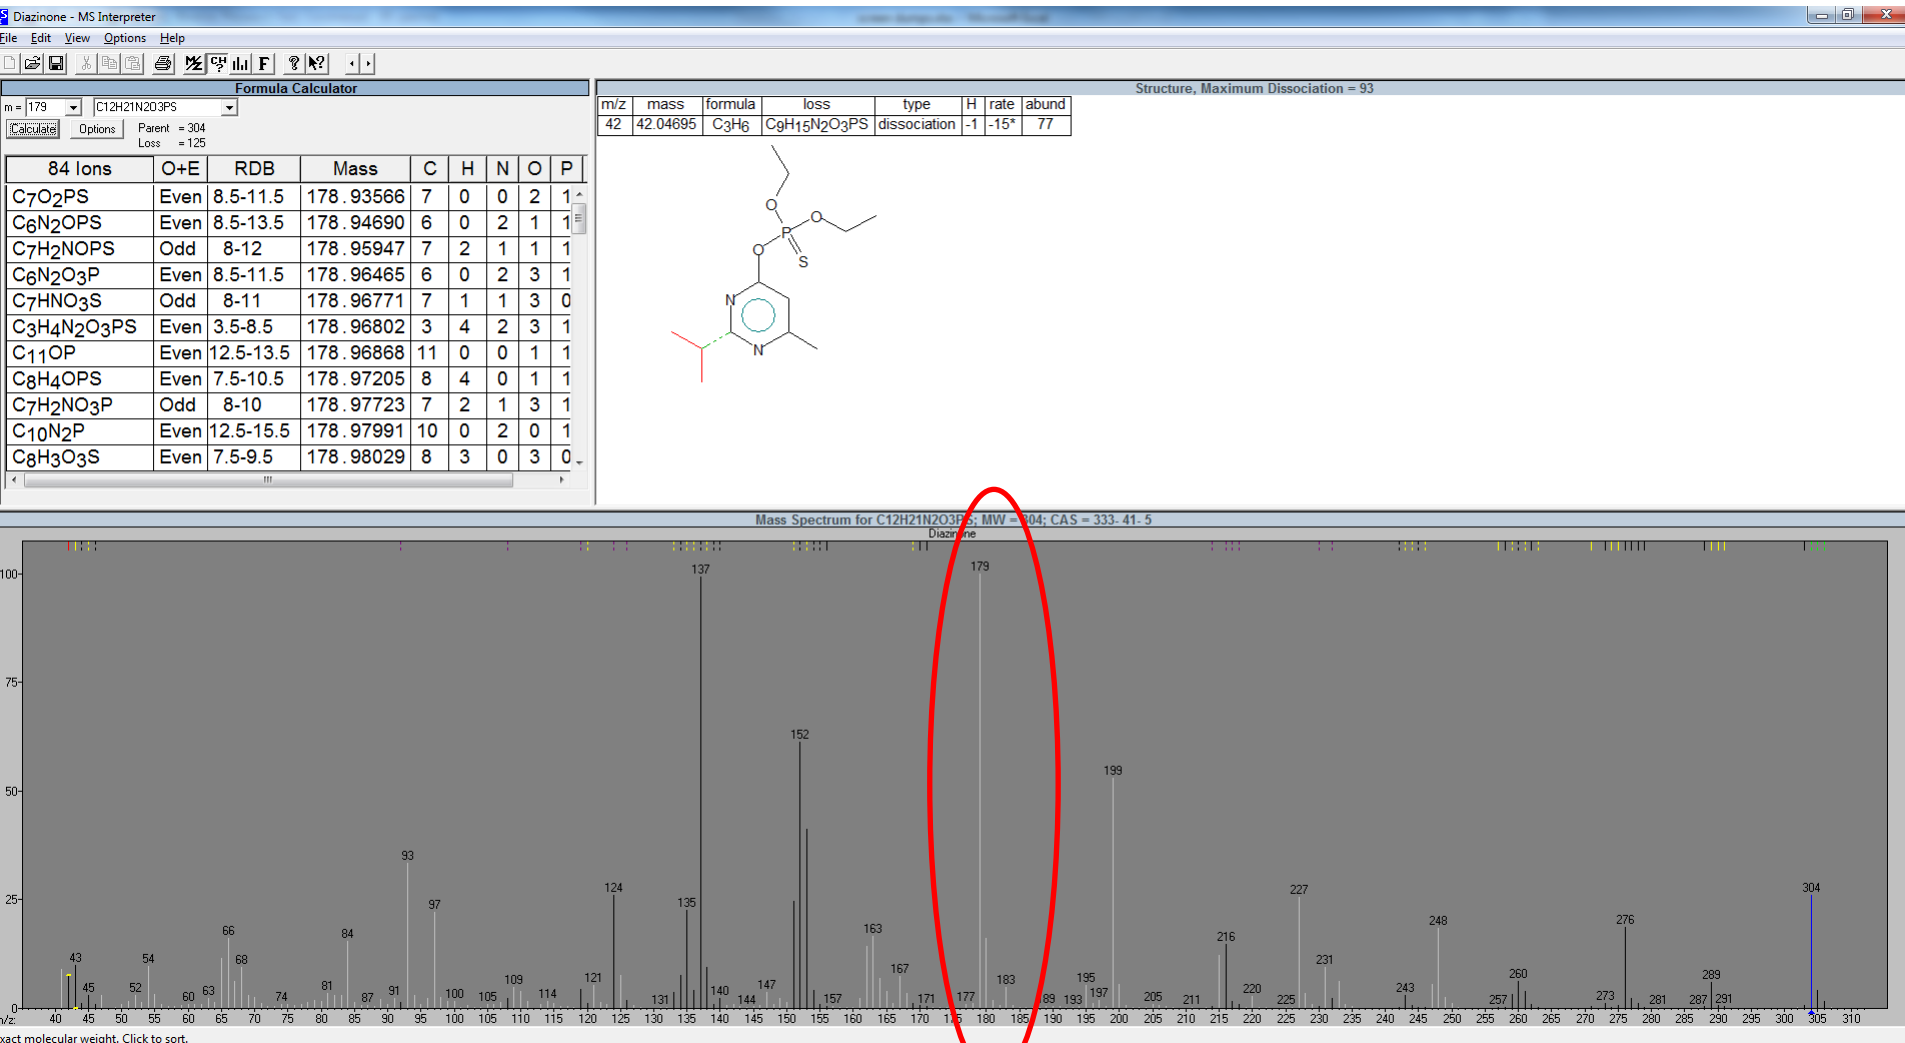 Diazinone - MS Interpreter
File Edit View Options Help
Formula Calculator
m = 179 C12H21N2O3PS
Calculate Options Parent = 304
Loss = 125
84 Ions O+E RDB Mass C H N O P
C7O2PS Even 8.5-11.5 178.93566 7 0 0 2 1
C6N2OPS Even 8.5-13.5 178.94690 6 0 2 1 1
C7H2NOPS Odd 8-12 178.95947 7 2 1 1 1
C6N2O3P Even 8.5-11.5 178.96465 6 0 2 3 1
C7HNO3S Odd 8-11 178.96771 7 1 1 3 0
C3H4N2O3PS Even 3.5-8.5 178.96802 3 4 2 3 1
C11OP Even 12.5-13.5 178.96868 11 0 0 1 1
C8H4OPS Even 7.5-10.5 178.97205 8 4 0 1 1
C7H2NO3P Odd 8-10 178.97723 7 2 1 3 1
C10N2P Even 12.5-15.5 178.97991 10 0 2 0 1
C8H3O3S Even 7.5-9.5 178.98029 8 3 0 3 0
Structure, Maximum Dissociation = 93
m/z mass formula loss type H rate abund
42 42.04695 C3H6 C9H15N2O3PS dissociation -1 -15* 77
O
O
P
O
S
N
N
Mass Spectrum for C12H21N2O3PS; MW = 304; CAS = 333-41-5
Diazinone
100
75
50
25
0
137
179
152
199
93
124
135
97
227
304
66
84
163
248
276
216
43
54
68
109
121
147
167
183
195
231
260
289
45
52
60
63
74
81
87
91
100
105
114
131
140
144
157
171
177
189
193
197
205
211
220
225
243
257
273
281
287
291
m/z: 40 45 50 55 60 65 70 75 80 85 90 95 100 105 110 115 120 125 130 135 140 145 150 155 160 165 170 175 180 185 190 195 200 205 210 215 220 225 230 235 240 245 250 255 260 265 270 275 280 285 290 295 300 305 310
xact molecular weight. Click to sort.